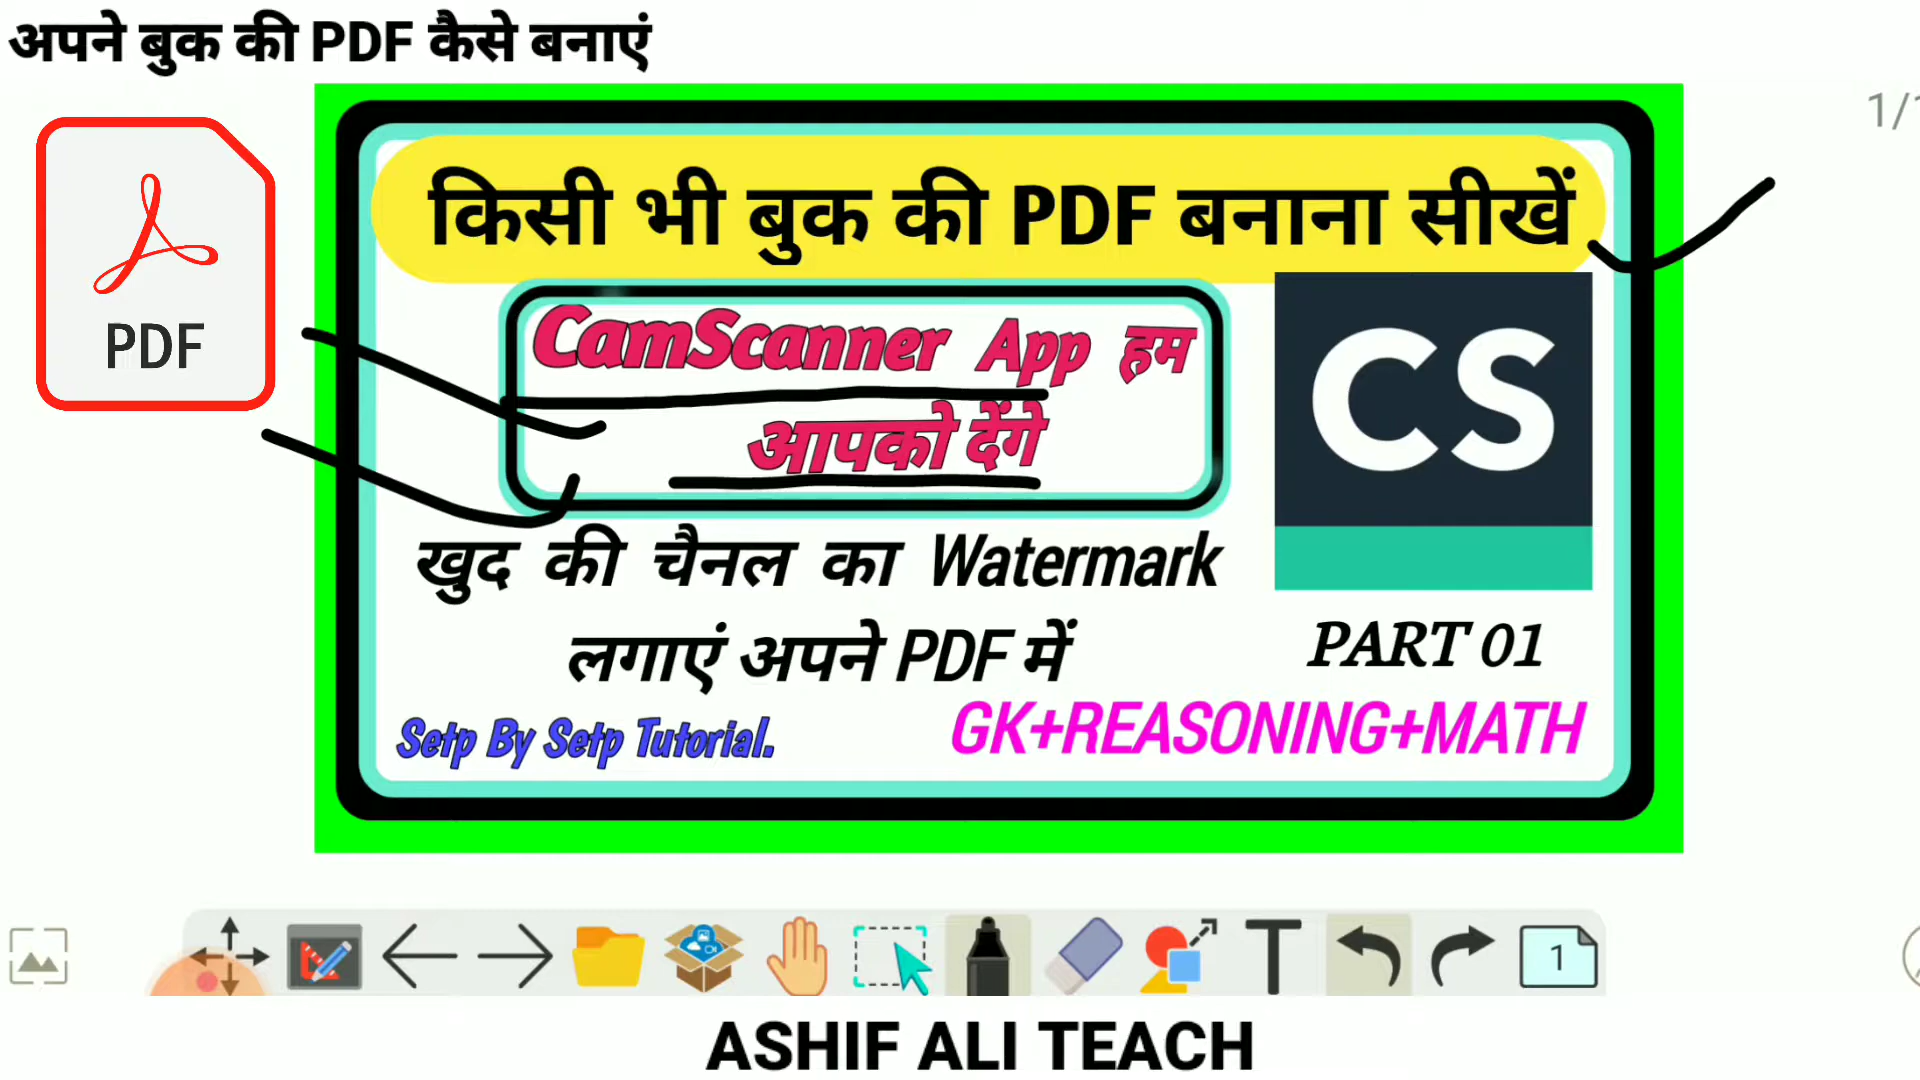 अपने बुक की PDF कैसे बनाएं
1/
PDF
किसी भी बुक की PDF बनाना सीखें
CamScanner App हम
आपको देंगे
CS
खुद की चैनल का Watermark
लगाएं अपने PDF में
PART 01
Setp By Setp Tutorial.
GK+REASONING+MATH
T
1
ASHIF ALI TEACH